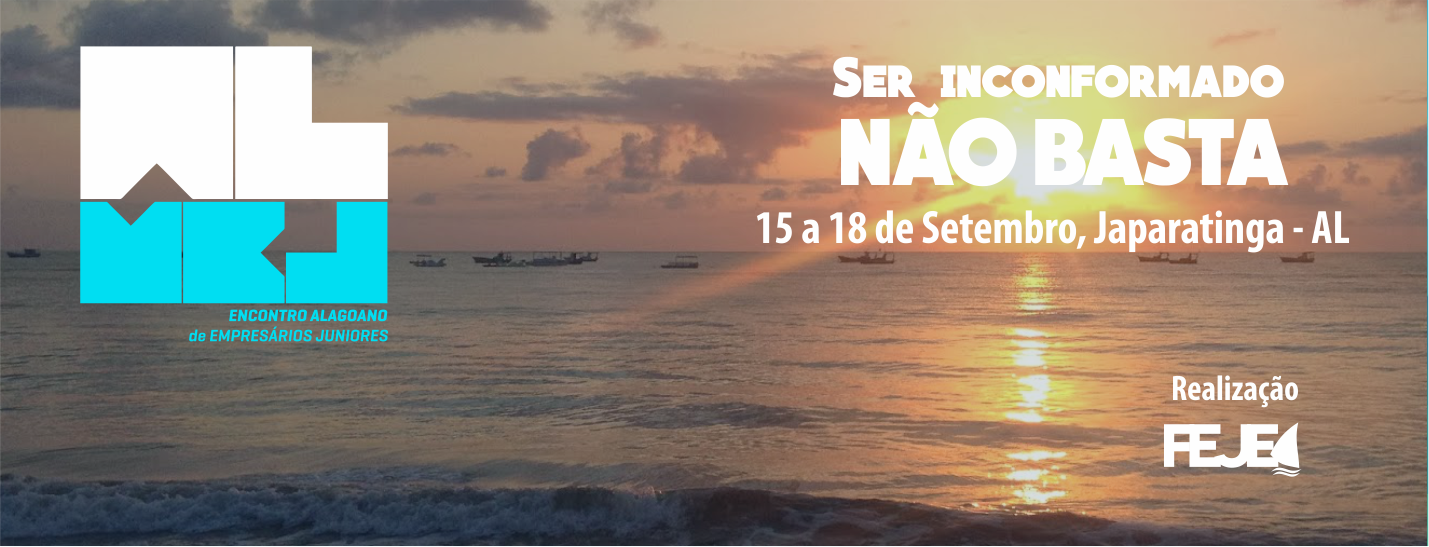 ENCONTRO ALAGOANO
de EMPRESÁRIOS JUNIORES
SER INCONFORMADO
NÃO BASTA
15 a 18 de Setembro, Japaratinga - AL
Realização
FEJEA